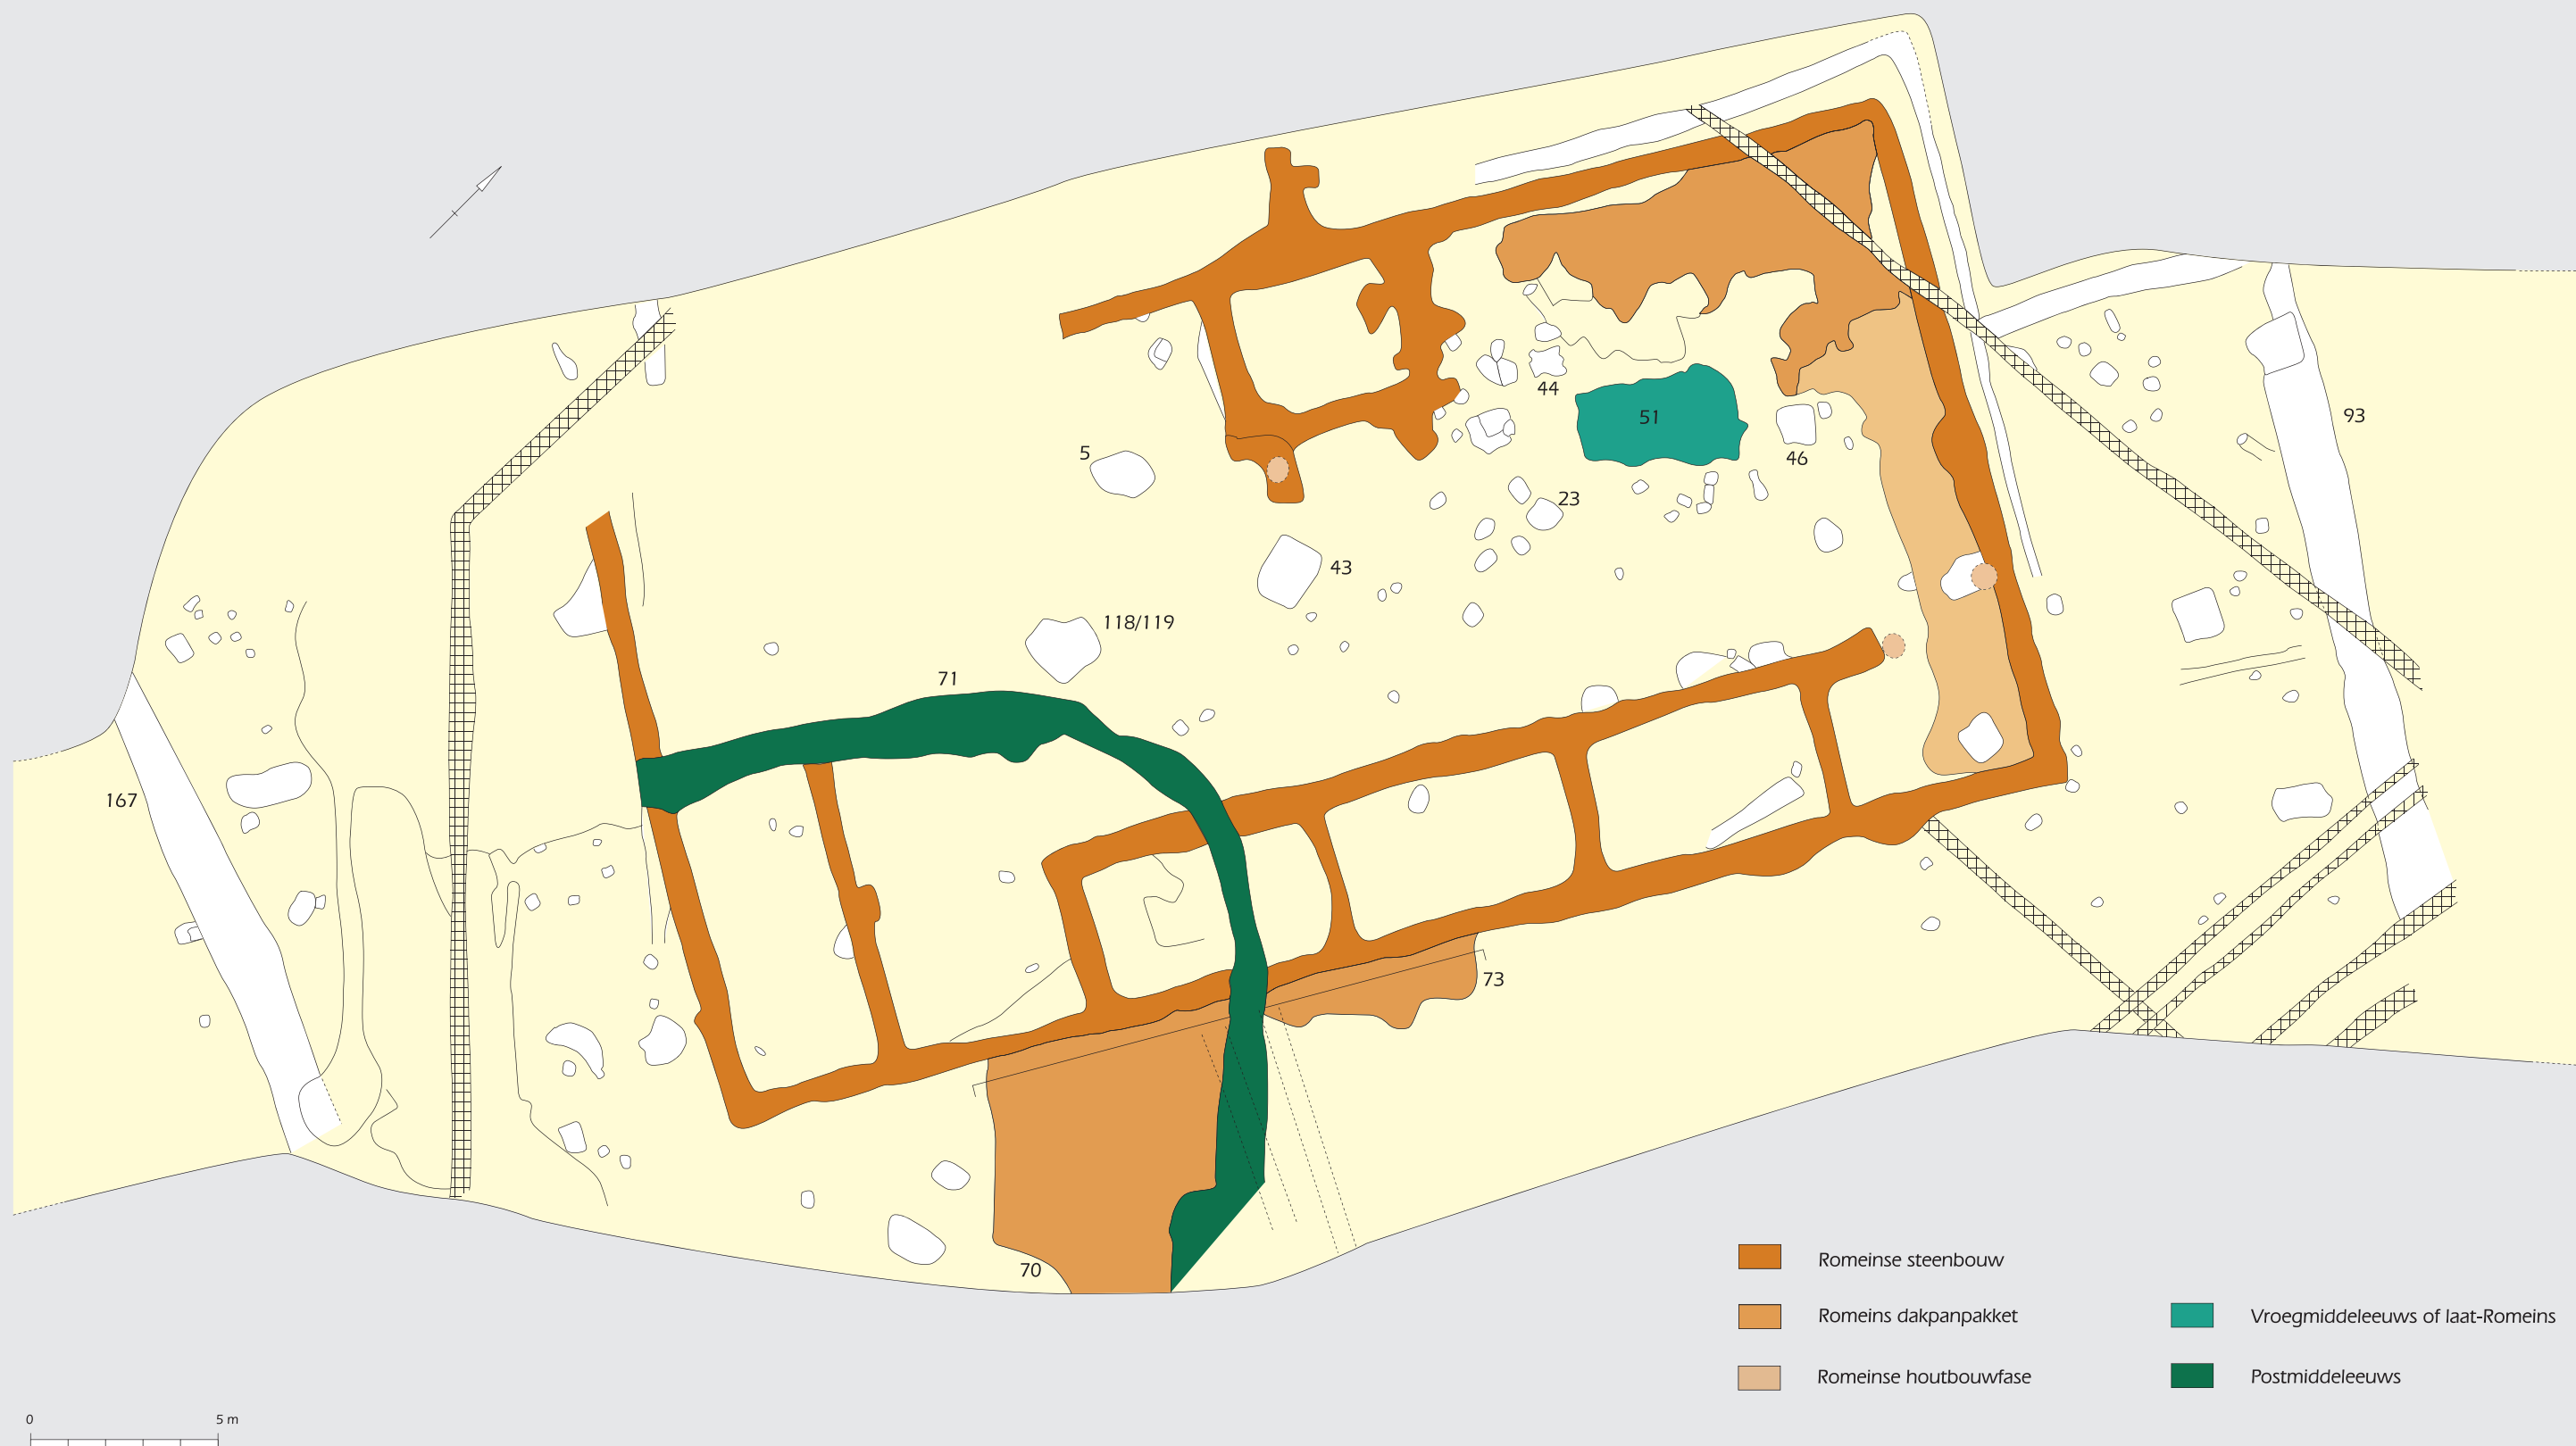 44
51
93
5
46
23
43
118/119
71
167
73
70
Romeinse steenbouw
Romeins dakpanpakket
Vroegmiddeleeuws of laat-Romeins
Romeinse houtbouwfase
Postmiddeleeuws
0 5 m